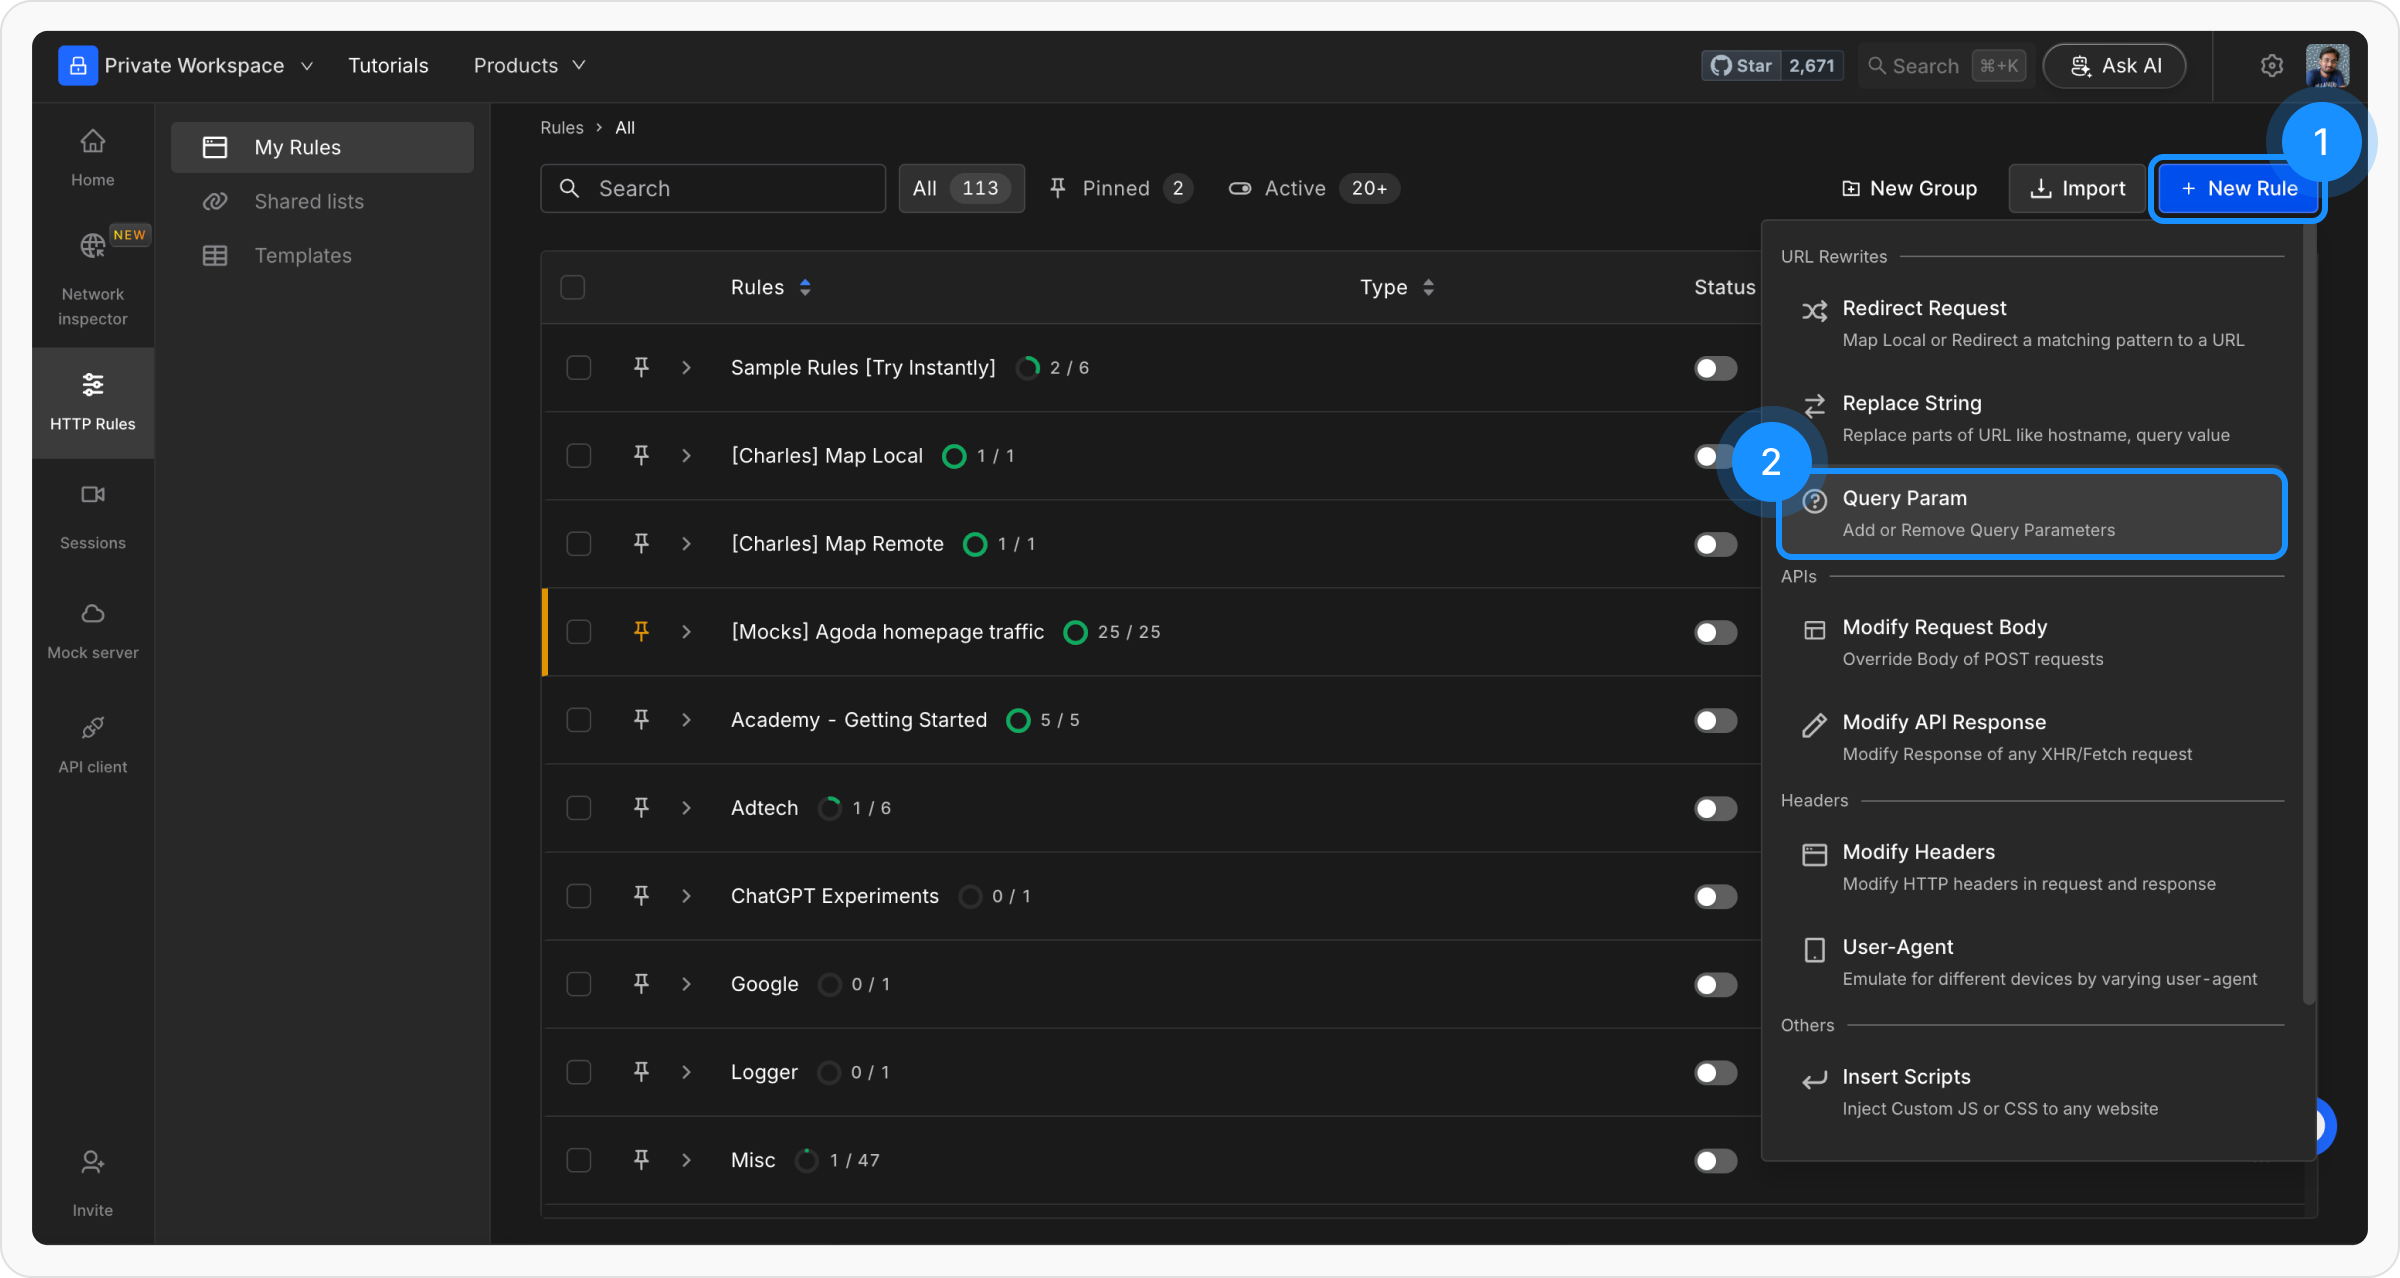 Private Workspace
Tutorials
Products
Star 2,671
Search ⌘+K
Ask AI
Home
NEW
Network
inspector
HTTP Rules
Sessions
Mock server
API client
Invite
My Rules
Shared lists
Templates
Rules > All
Search
All 113
Pinned 2
Active 20+
New Group
Import
+ New Rule
1
Rules
Type
Status
Sample Rules [Try Instantly] 2 / 6
[Charles] Map Local 1 / 1
[Charles] Map Remote 1 / 1
[Mocks] Agoda homepage traffic 25 / 25
Academy - Getting Started 5 / 5
Adtech 1 / 6
ChatGPT Experiments 0 / 1
Google 0 / 1
Logger 0 / 1
Misc 1 / 47
URL Rewrites
Redirect Request
Map Local or Redirect a matching pattern to a URL
Replace String
Replace parts of URL like hostname, query value
2
Query Param
Add or Remove Query Parameters
APIs
Modify Request Body
Override Body of POST requests
Modify API Response
Modify Response of any XHR/Fetch request
Headers
Modify Headers
Modify HTTP headers in request and response
User-Agent
Emulate for different devices by varying user-agent
Others
Insert Scripts
Inject Custom JS or CSS to any website